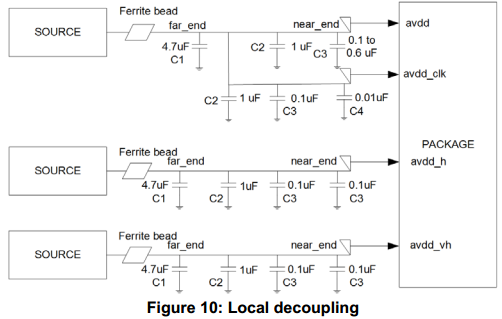 Ferrite bead
SOURCE
far_end
near_end
avdd
4.7uF
C1
C2
1 uF
C3
0.1 to
0.6 uF
avdd_clk
C2
1 uF
0.1uF
C3
0.01uF
C4
PACKAGE
Ferrite bead
SOURCE
far_end
near_end
avdd_h
4.7uF
C1
C2
1uF
0.1uF
C3
0.1uF
C3
Ferrite bead
SOURCE
far_end
near_end
avdd_vh
4.7uF
C1
C2
1uF
0.1uF
C3
0.1uF
C3
Figure 10: Local decoupling